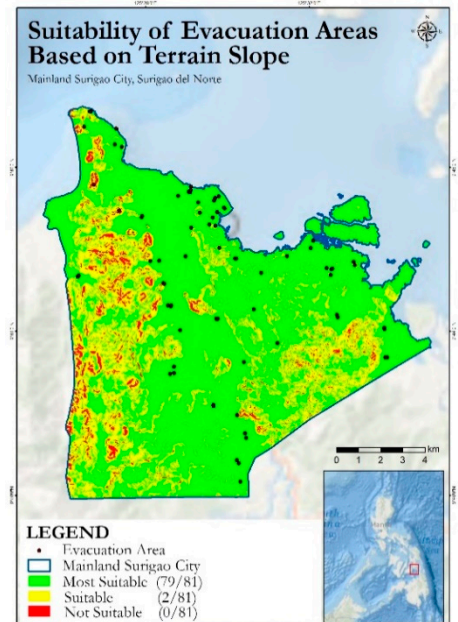 Suitability of Evacuation Areas
Based on Terrain Slope
Mainland Surigao City, Surigao del Norte
km
0 1 2 3 4
LEGEND
Evacuation Area
Mainland Surigao City
Most Suitable (79/81)
Suitable (2/81)
Not Suitable (0/81)